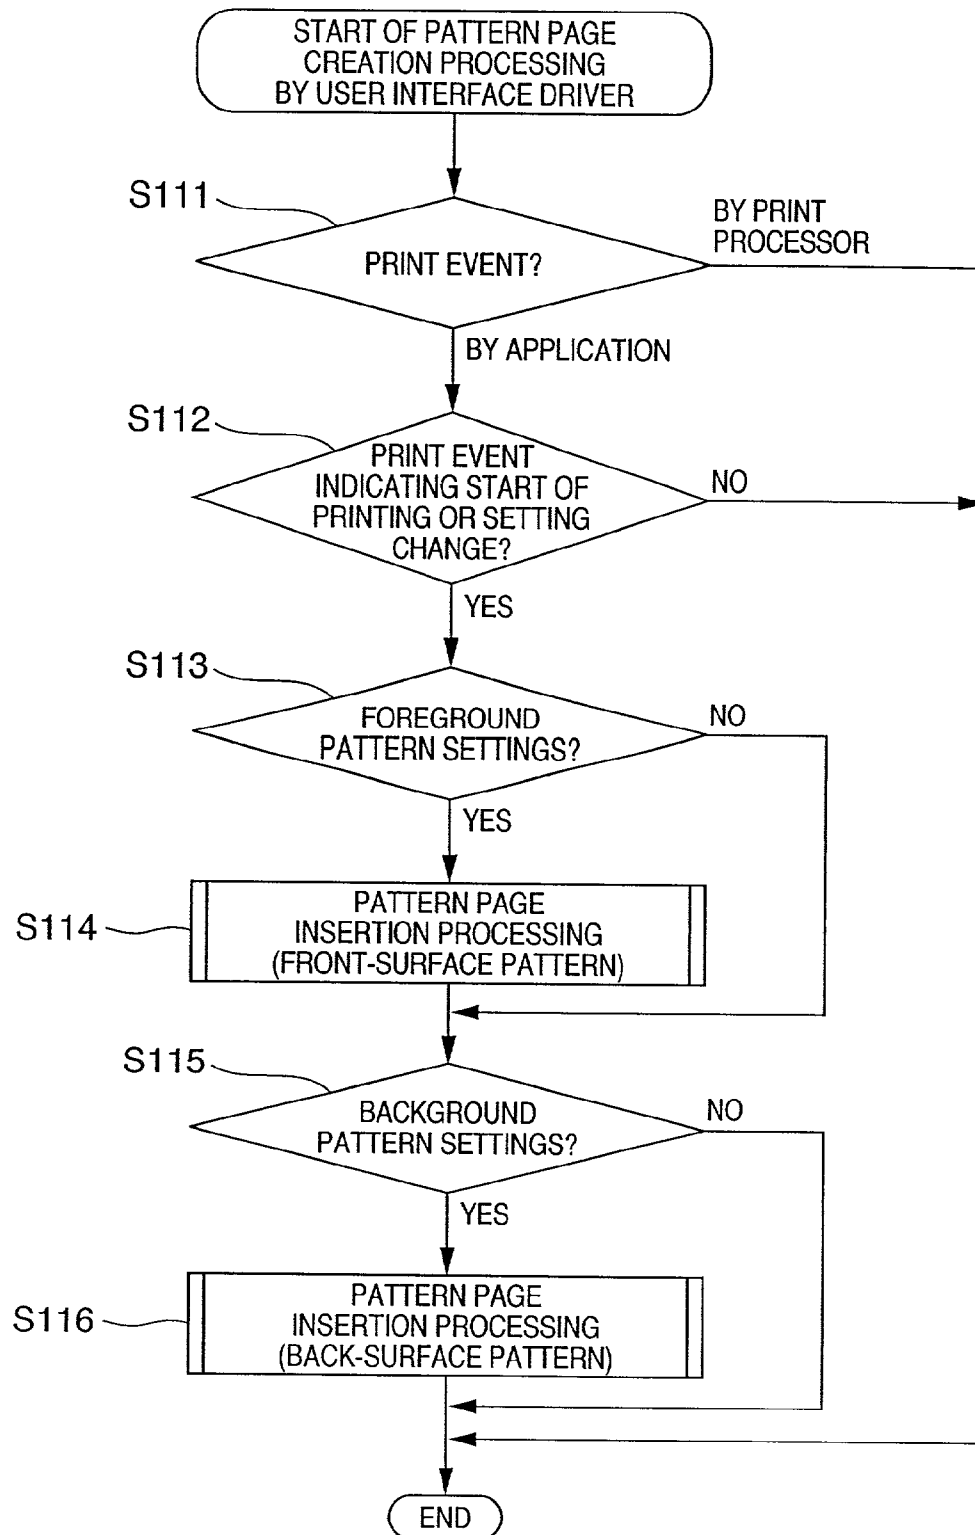 START OF PATTERN PAGE
CREATION PROCESSING
BY USER INTERFACE DRIVER
S111
PRINT EVENT?
BY PRINT
PROCESSOR
BY APPLICATION
S112
PRINT EVENT
INDICATING START OF
PRINTING OR SETTING
CHANGE?
NO
YES
S113
FOREGROUND
PATTERN SETTINGS?
NO
YES
S114
PATTERN PAGE
INSERTION PROCESSING
(FRONT-SURFACE PATTERN)
S115
BACKGROUND
PATTERN SETTINGS?
NO
YES
S116
PATTERN PAGE
INSERTION PROCESSING
(BACK-SURFACE PATTERN)
END